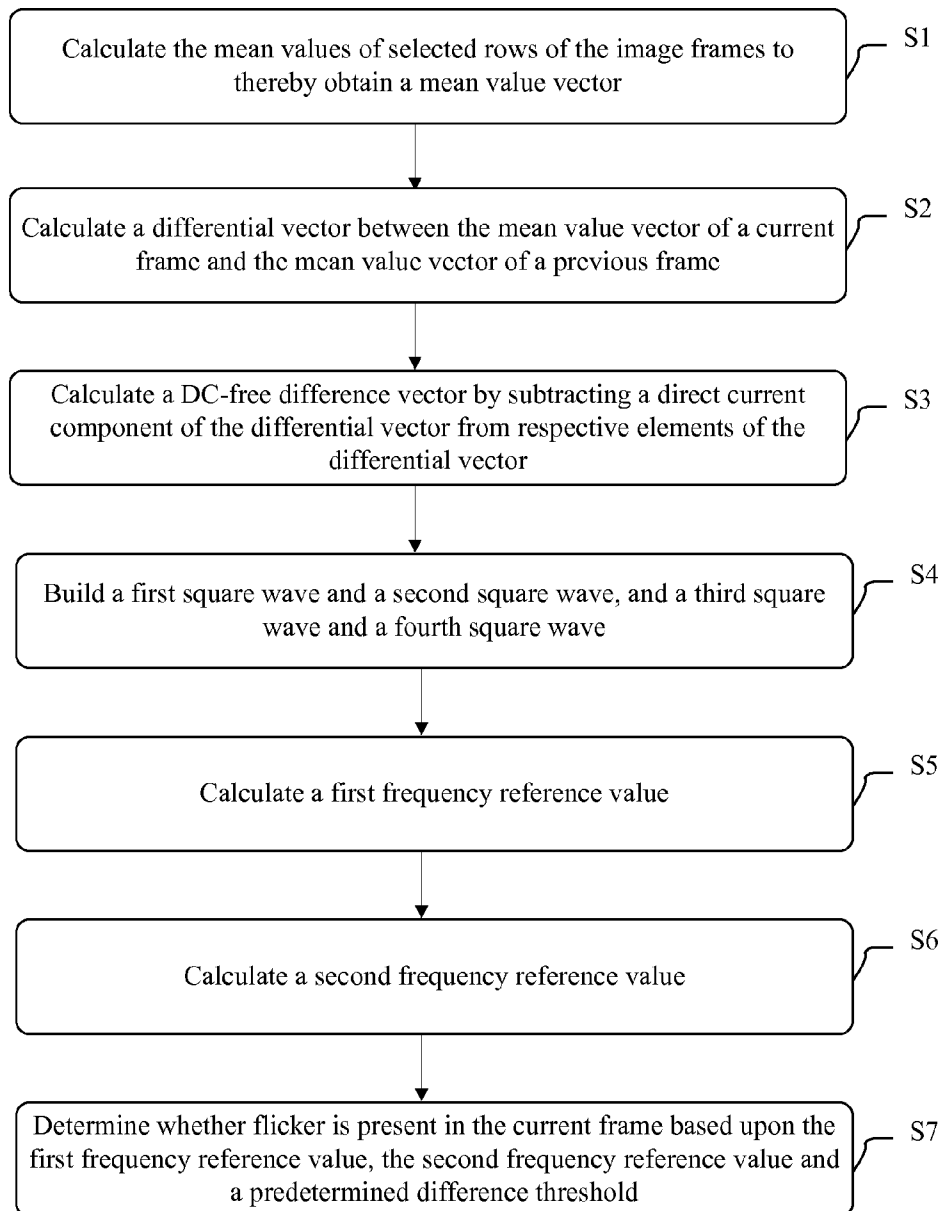 Calculate the mean values of selected rows of the image frames to
thereby obtain a mean value vector
S1
Calculate a differential vector between the mean value vector of a current
frame and the mean value vector of a previous frame
S2
Calculate a DC-free difference vector by subtracting a direct current
component of the differential vector from respective elements of the
differential vector
S3
Build a first square wave and a second square wave, and a third square
wave and a fourth square wave
S4
Calculate a first frequency reference value
S5
Calculate a second frequency reference value
S6
Determine whether flicker is present in the current frame based upon the
first frequency reference value, the second frequency reference value and
a predetermined difference threshold
S7